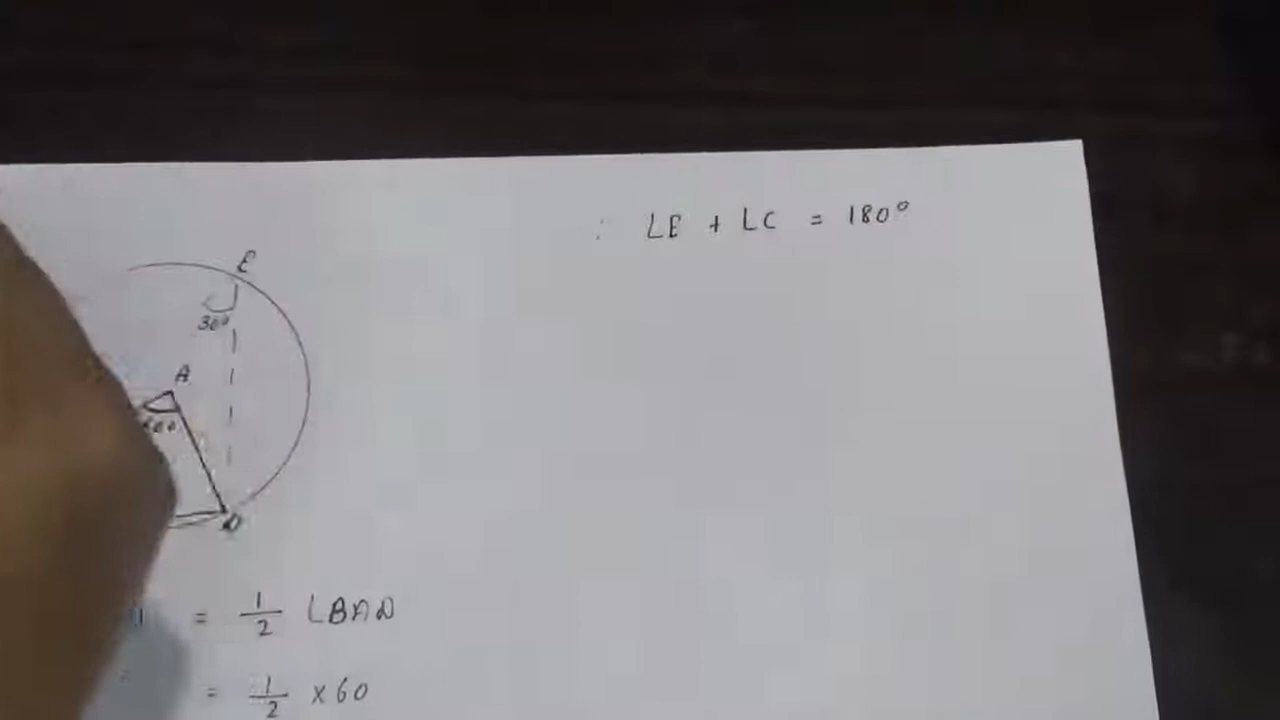 ∴ ∠E + ∠C = 180°
E
30°
A
60°
D
= 1/2 ∠BAD
= 1/2 × 60